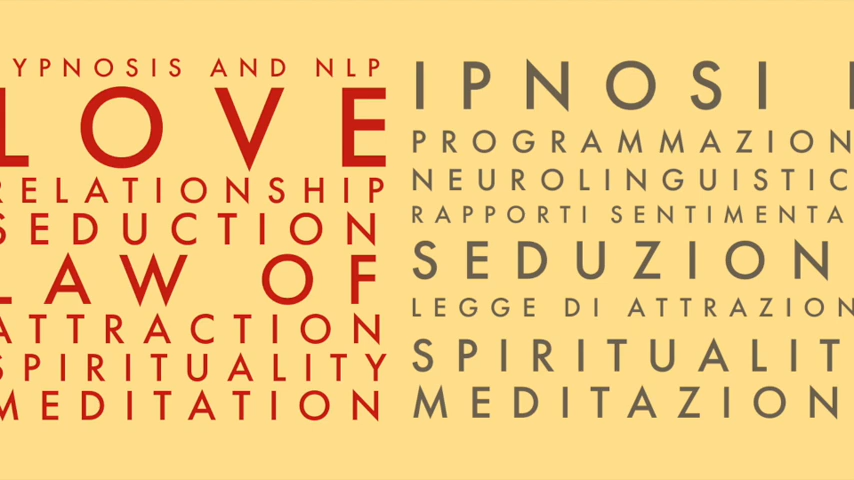 YPNOSIS AND NLP
LOVE
RELATIONSHIP
SEDUCTION
LAW OF
ATTRACTION
SPIRITUALITY
MEDITATION
IPNOSI
PROGRAMMAZION
NEUROLINGUISTIC
RAPPORTI SENTIMENTA
SEDUZION
LEGGE DI ATTRAZION
SPIRITUALIT
MEDITAZION